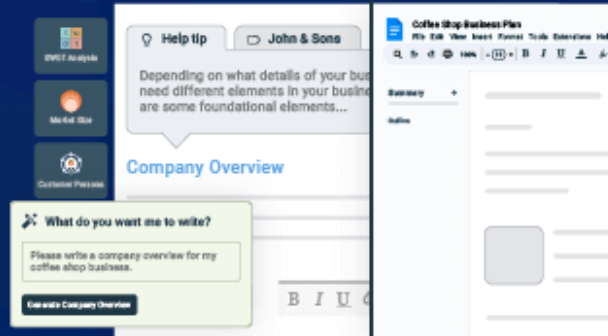 SWOT Analysis
Market Size
Customer Persona
Help tip
John & Sons
Depending on what details of your bus
need different elements in your busine
are some foundational elements...
Company Overview
What do you want me to write?
Please write a company overview for my
coffee shop business.
Generate Company Overview
B I U
Coffee Shop Business Plan
File Edit View Insert Format Tools Extensions Hel
100%
B I U A
Summary +
Outline